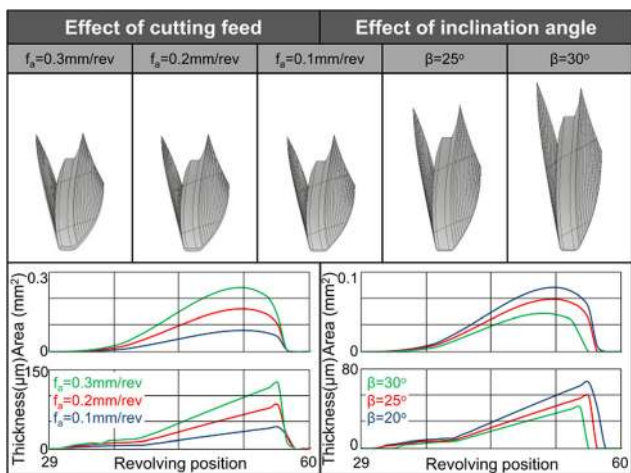 Effect of cutting feed
Effect of inclination angle
fₐ=0.3mm/rev
fₐ=0.2mm/rev
fₐ=0.1mm/rev
β=25°
β=30°
Area (mm²)
0.3
0
Thickness(µm)
150
0
fₐ=0.3mm/rev
fₐ=0.2mm/rev
fₐ=0.1mm/rev
29
Revolving position
60
Area (mm²)
0.1
0
Thickness(µm)
80
0
β=30°
β=25°
β=20°
29
Revolving position
60